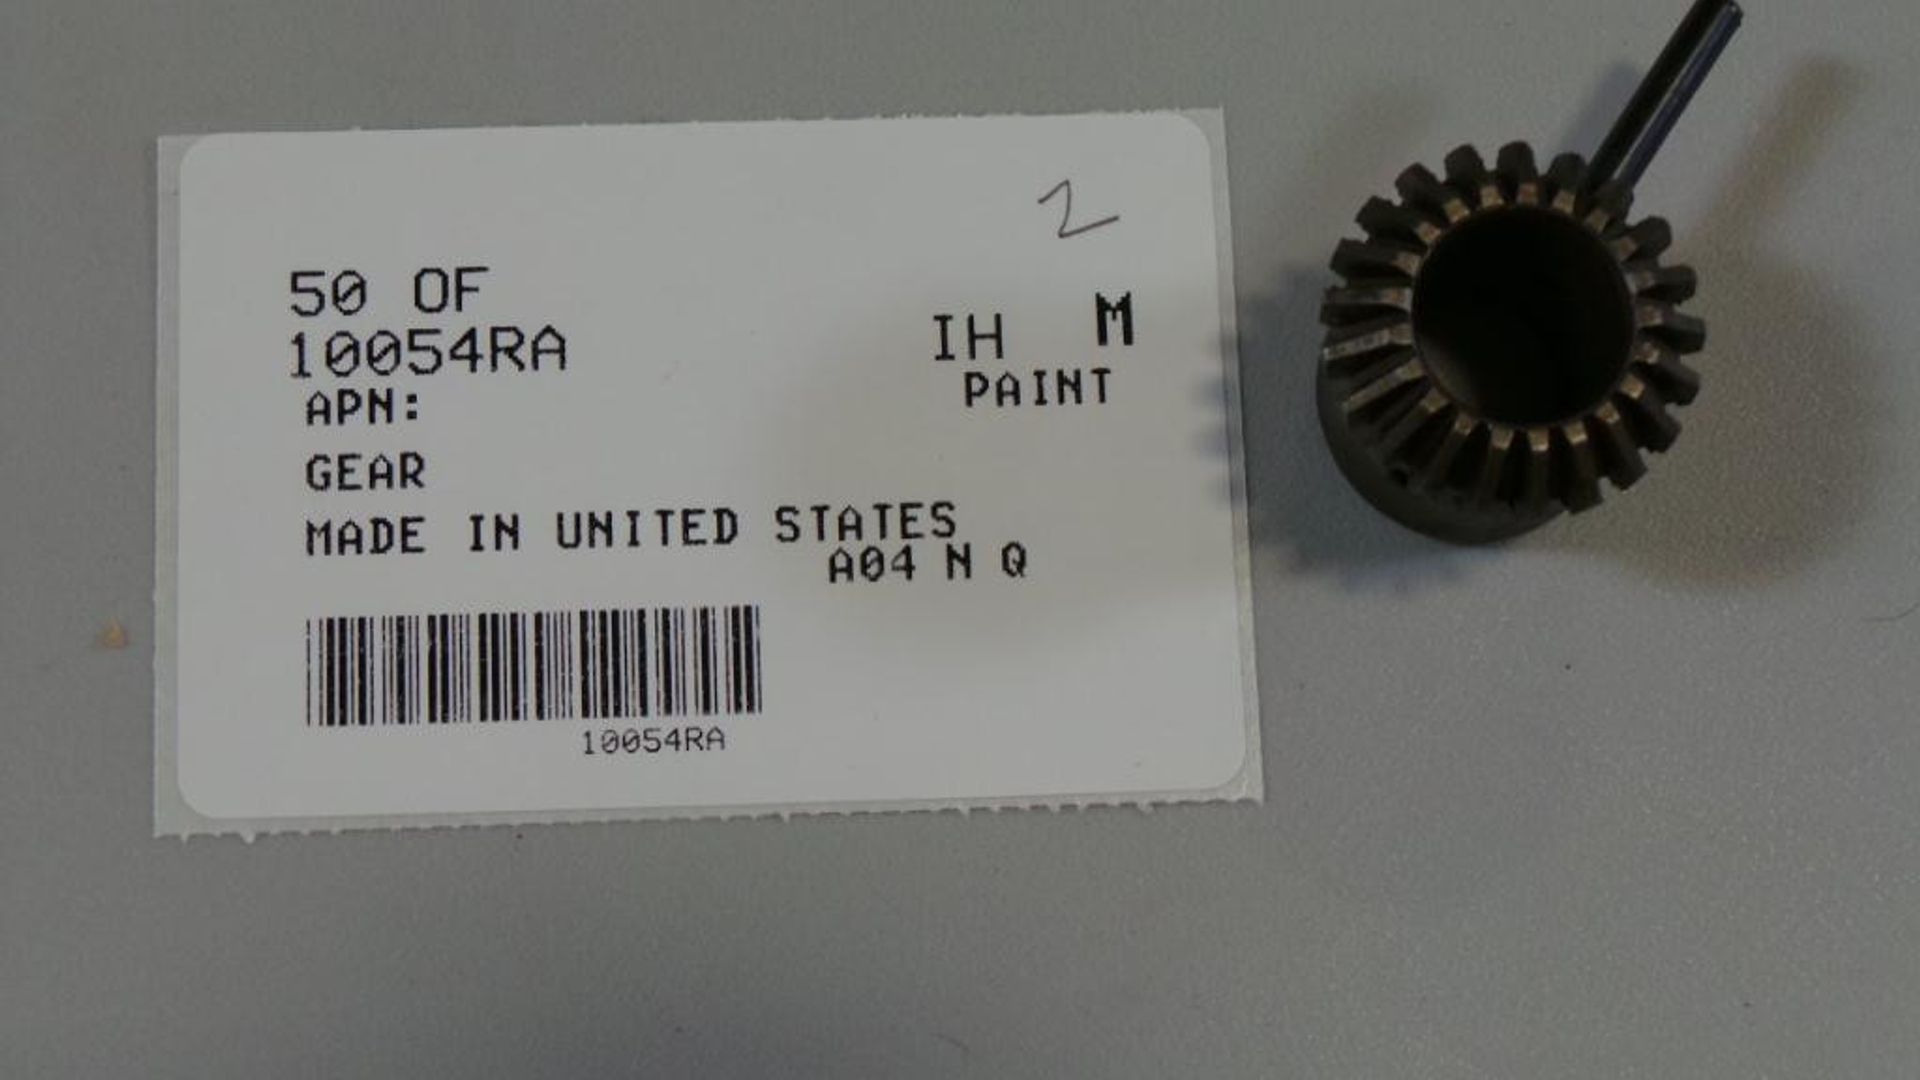 2
50 OF
10054RA
IH M
APN:
PAINT
GEAR
MADE IN UNITED STATES
A04 N Q
10054RA